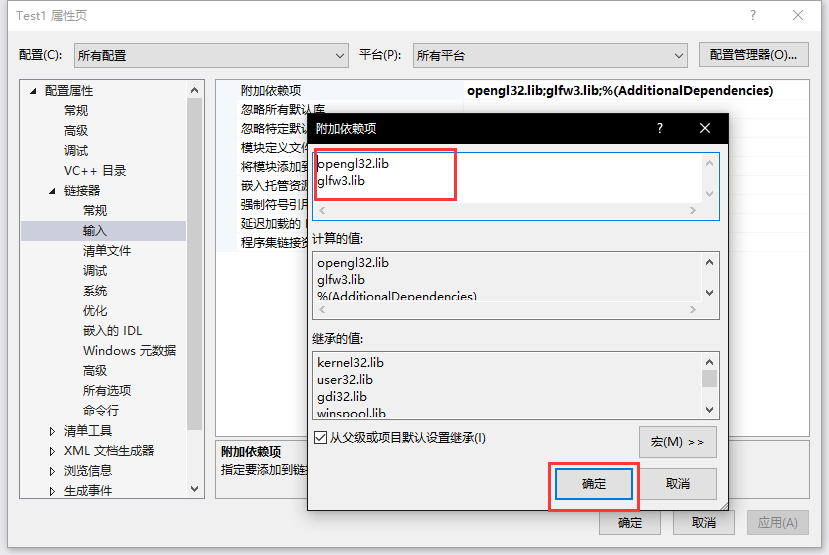 Test1 属性页
配置(C): 所有配置 平台(P): 所有平台 配置管理器(O)...
配置属性
常规
高级
调试
VC++ 目录
链接器
常规
输入
清单文件
调试
系统
优化
嵌入的 IDL
Windows 元数据
高级
所有选项
命令行
清单工具
XML 文档生成器
浏览信息
生成事件
附加依赖项 opengl32.lib;glfw3.lib;%(AdditionalDependencies)
忽略所有默认库
忽略特定默认
模块定义文件
将模块添加到
嵌入托管资源
强制符号引用
延迟加载的
程序集链接资
附加依赖项
指定要添加到链接
附加依赖项
opengl32.lib
glfw3.lib
计算的值:
opengl32.lib
glfw3.lib
%(AdditionalDependencies)
继承的值:
kernel32.lib
user32.lib
gdi32.lib
winspool.lib
从父级或项目默认设置继承(I)
宏(M) >>
确定 取消
确定 取消 应用(A)